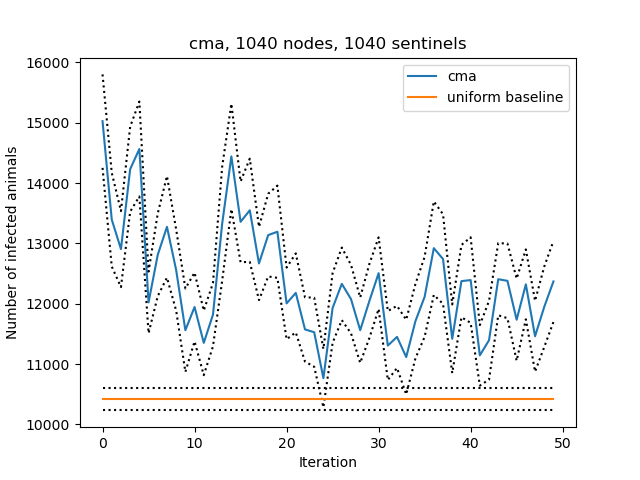 cma, 1040 nodes, 1040 sentinels
cma
uniform baseline
Number of infected animals
16000
15000
14000
13000
12000
11000
10000
0 10 20 30 40 50
Iteration